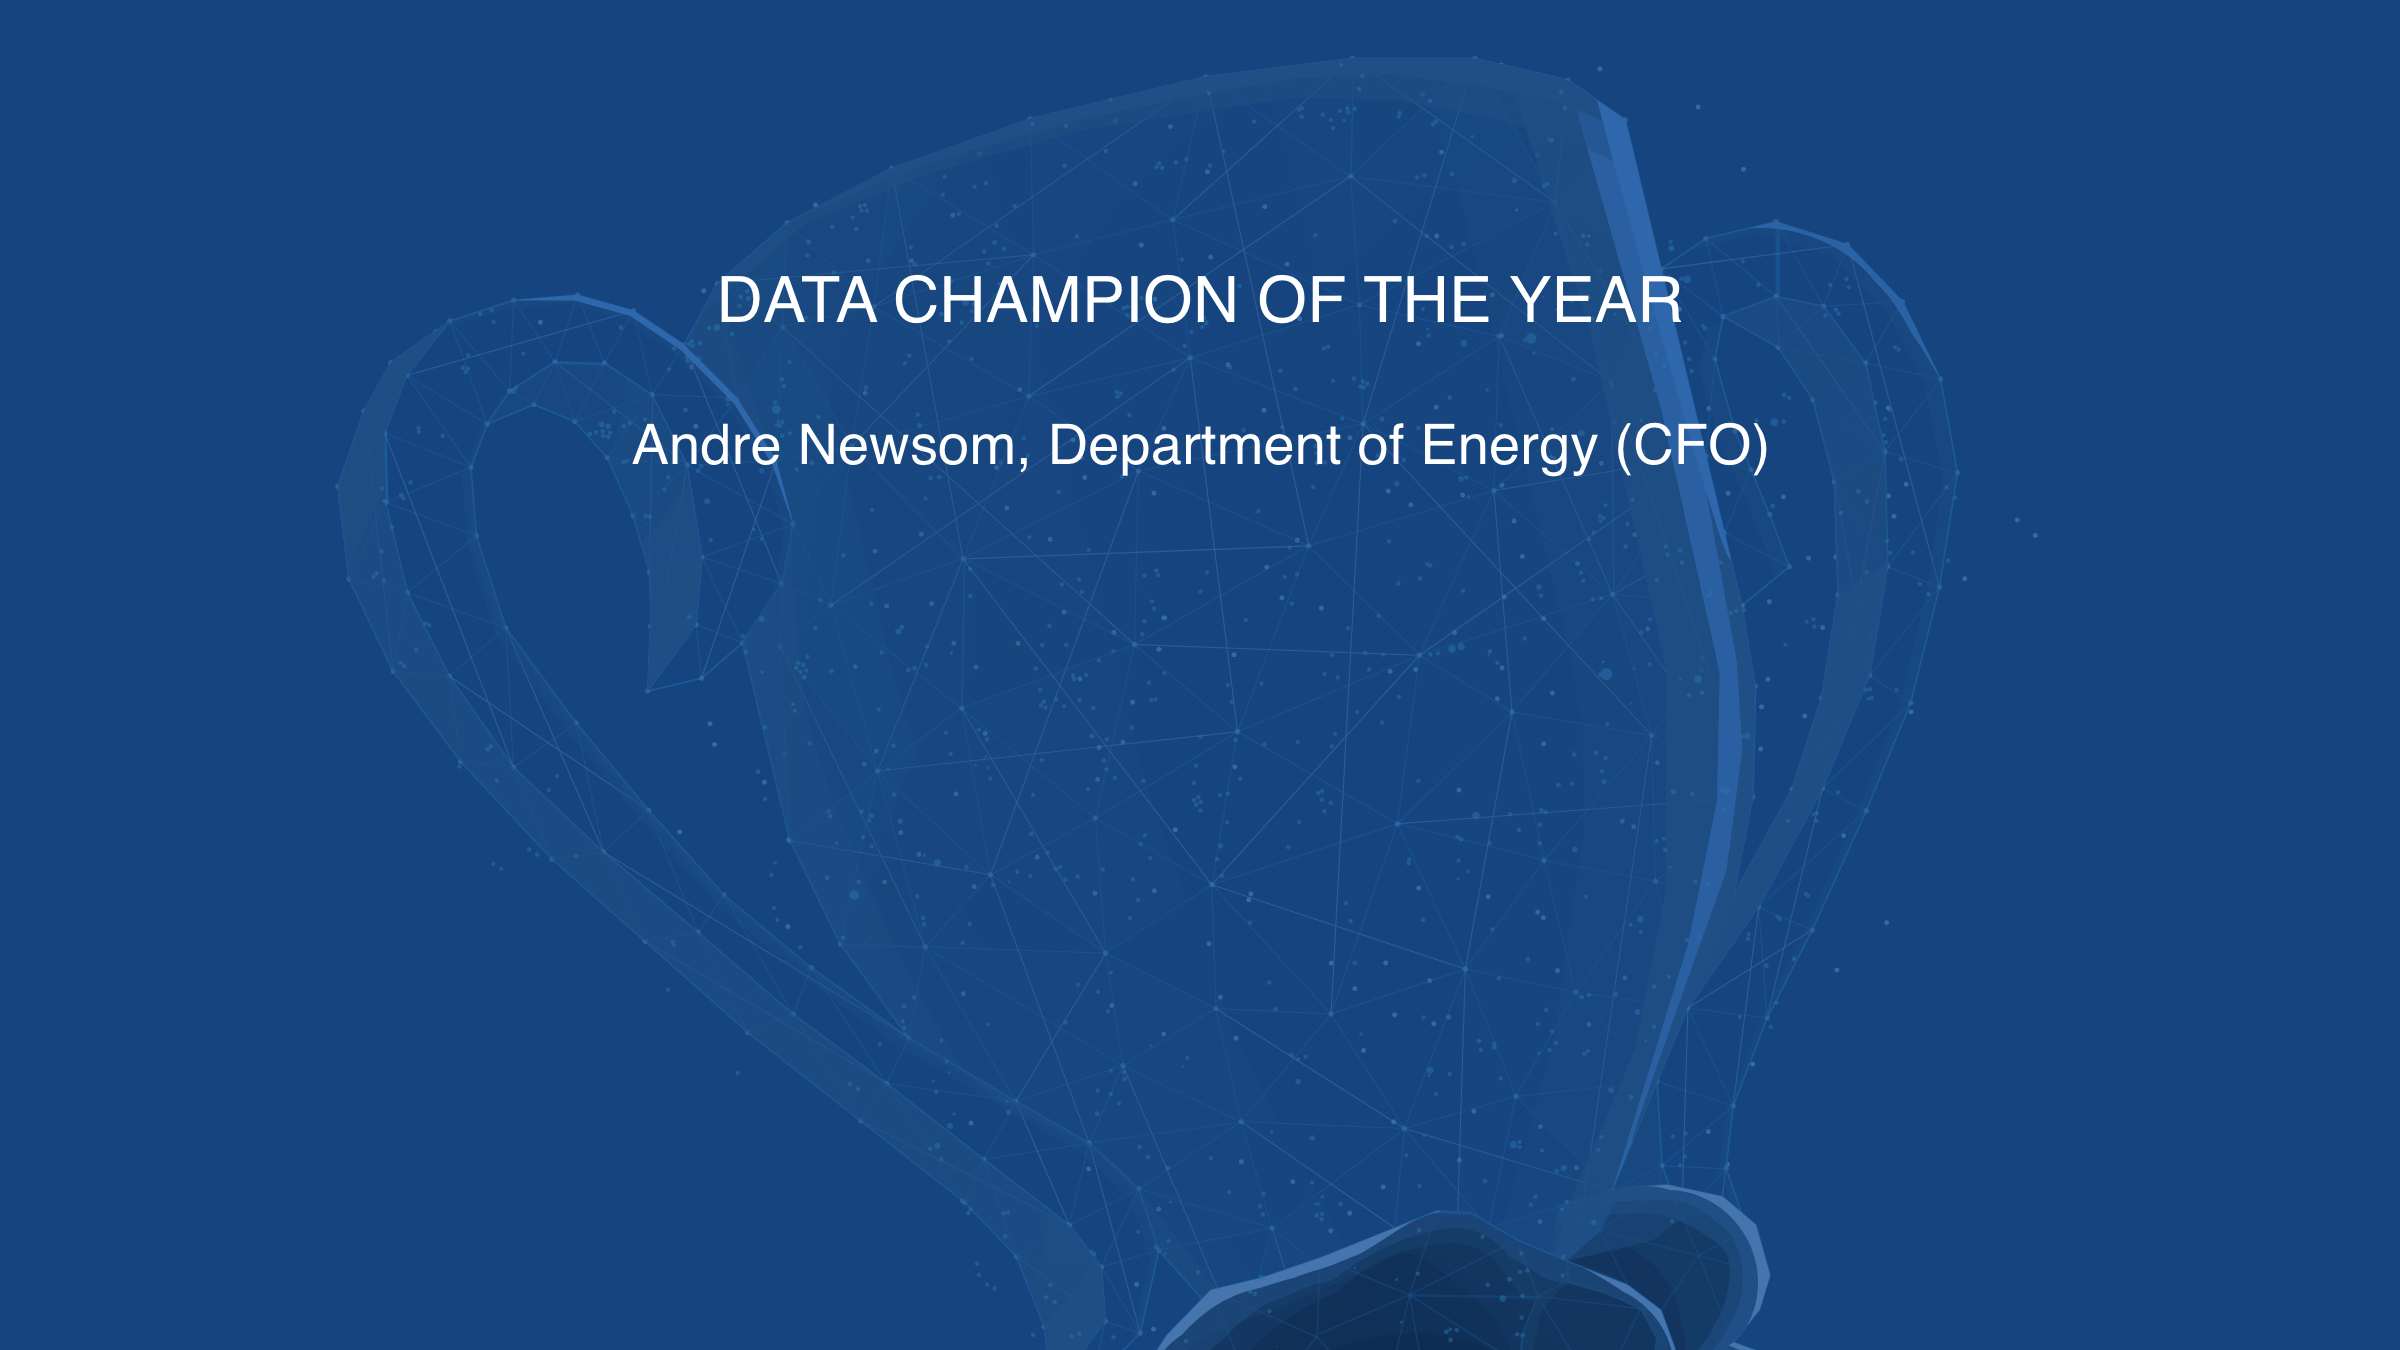 DATA CHAMPION OF THE YEAR
Andre Newsom, Department of Energy (CFO)